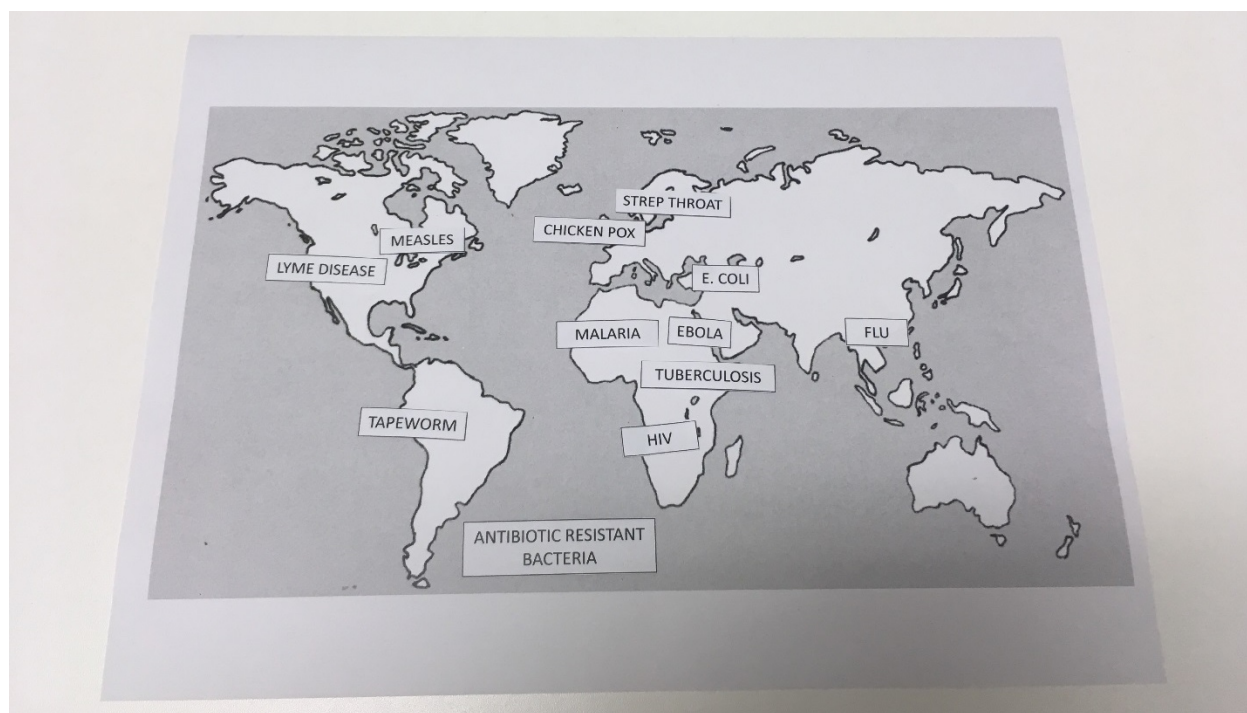 STREP THROAT
CHICKEN POX
MEASLES
LYME DISEASE
E. COLI
MALARIA
EBOLA
FLU
TUBERCULOSIS
TAPEWORM
HIV
ANTIBIOTIC RESISTANT
BACTERIA